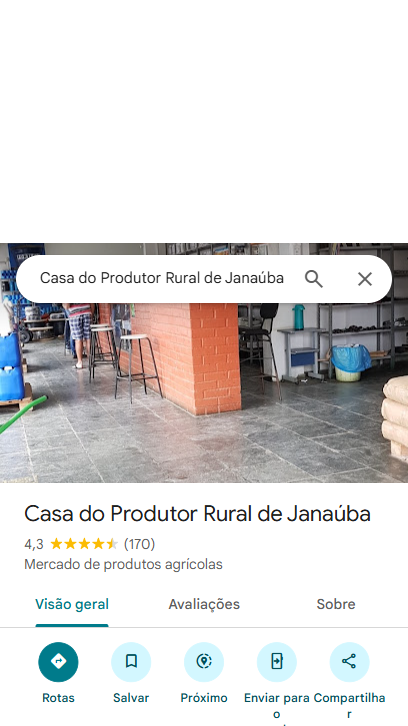 Casa do Produtor Rural de Janaúba
Casa do Produtor Rural de Janaúba
4,3 (170)
Mercado de produtos agrícolas
Visão geral Avaliações Sobre
Rotas Salvar Próximo Enviar para Compartilha
o r